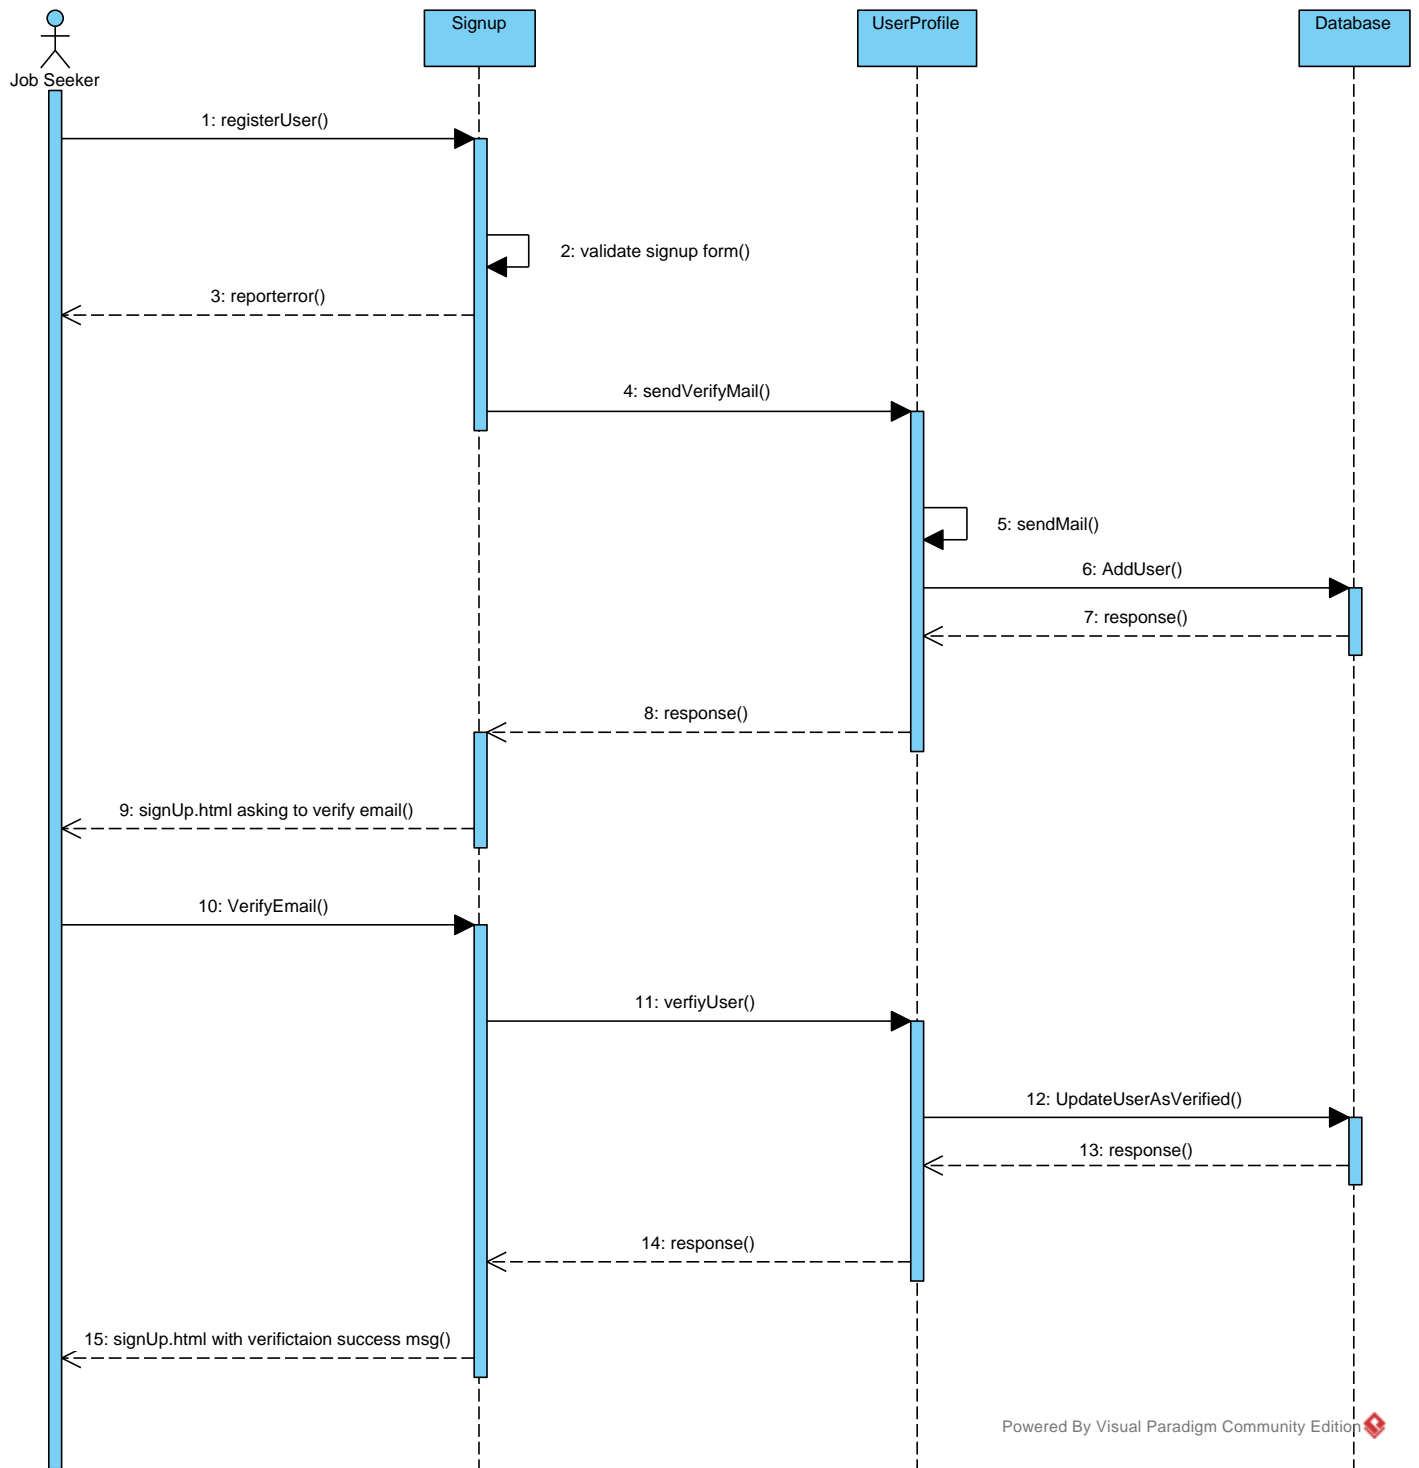 Signup
UserProfile
Database
Job Seeker
1: registerUser()
2: validate signup form()
3: reporterror()
4: sendVerifyMail()
5: sendMail()
6: AddUser()
7: response()
8: response()
9: signUp.html asking to verify email()
10: VerifyEmail()
11: verfiyUser()
12: UpdateUserAsVerified()
13: response()
14: response()
15: signUp.html with verifictaion success msg()
Powered By Visual Paradigm Community Edition